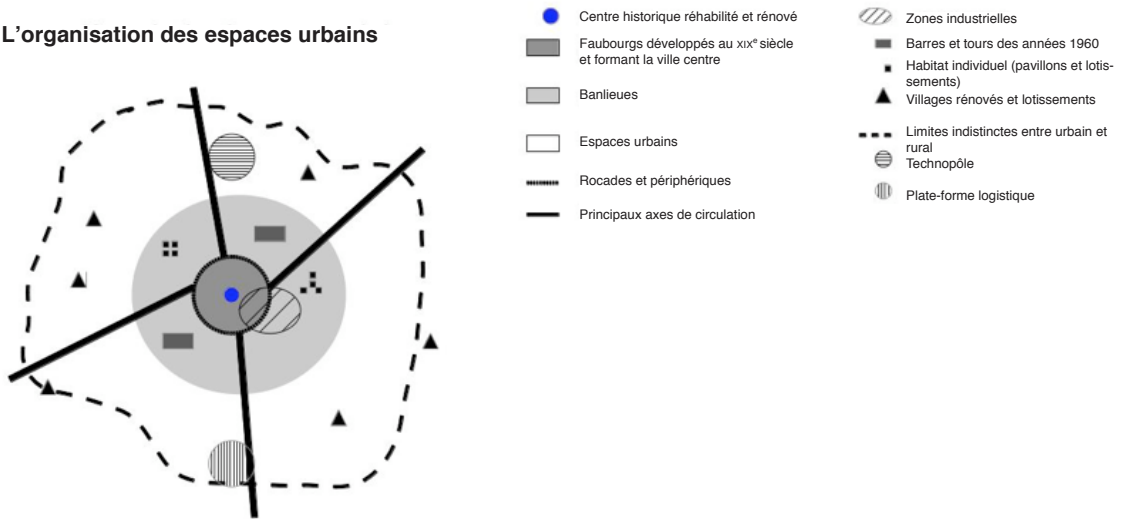 L’organisation des espaces urbains
Centre historique réhabilité et rénové
Faubourgs développés au XIXe siècle
et formant la ville centre
Banlieues
Espaces urbains
Rocades et périphériques
Principaux axes de circulation
Zones industrielles
Barres et tours des années 1960
Habitat individuel (pavillons et lotis-
sements)
Villages rénovés et lotissements
Limites indistinctes entre urbain et
rural
Technopôle
Plate-forme logistique